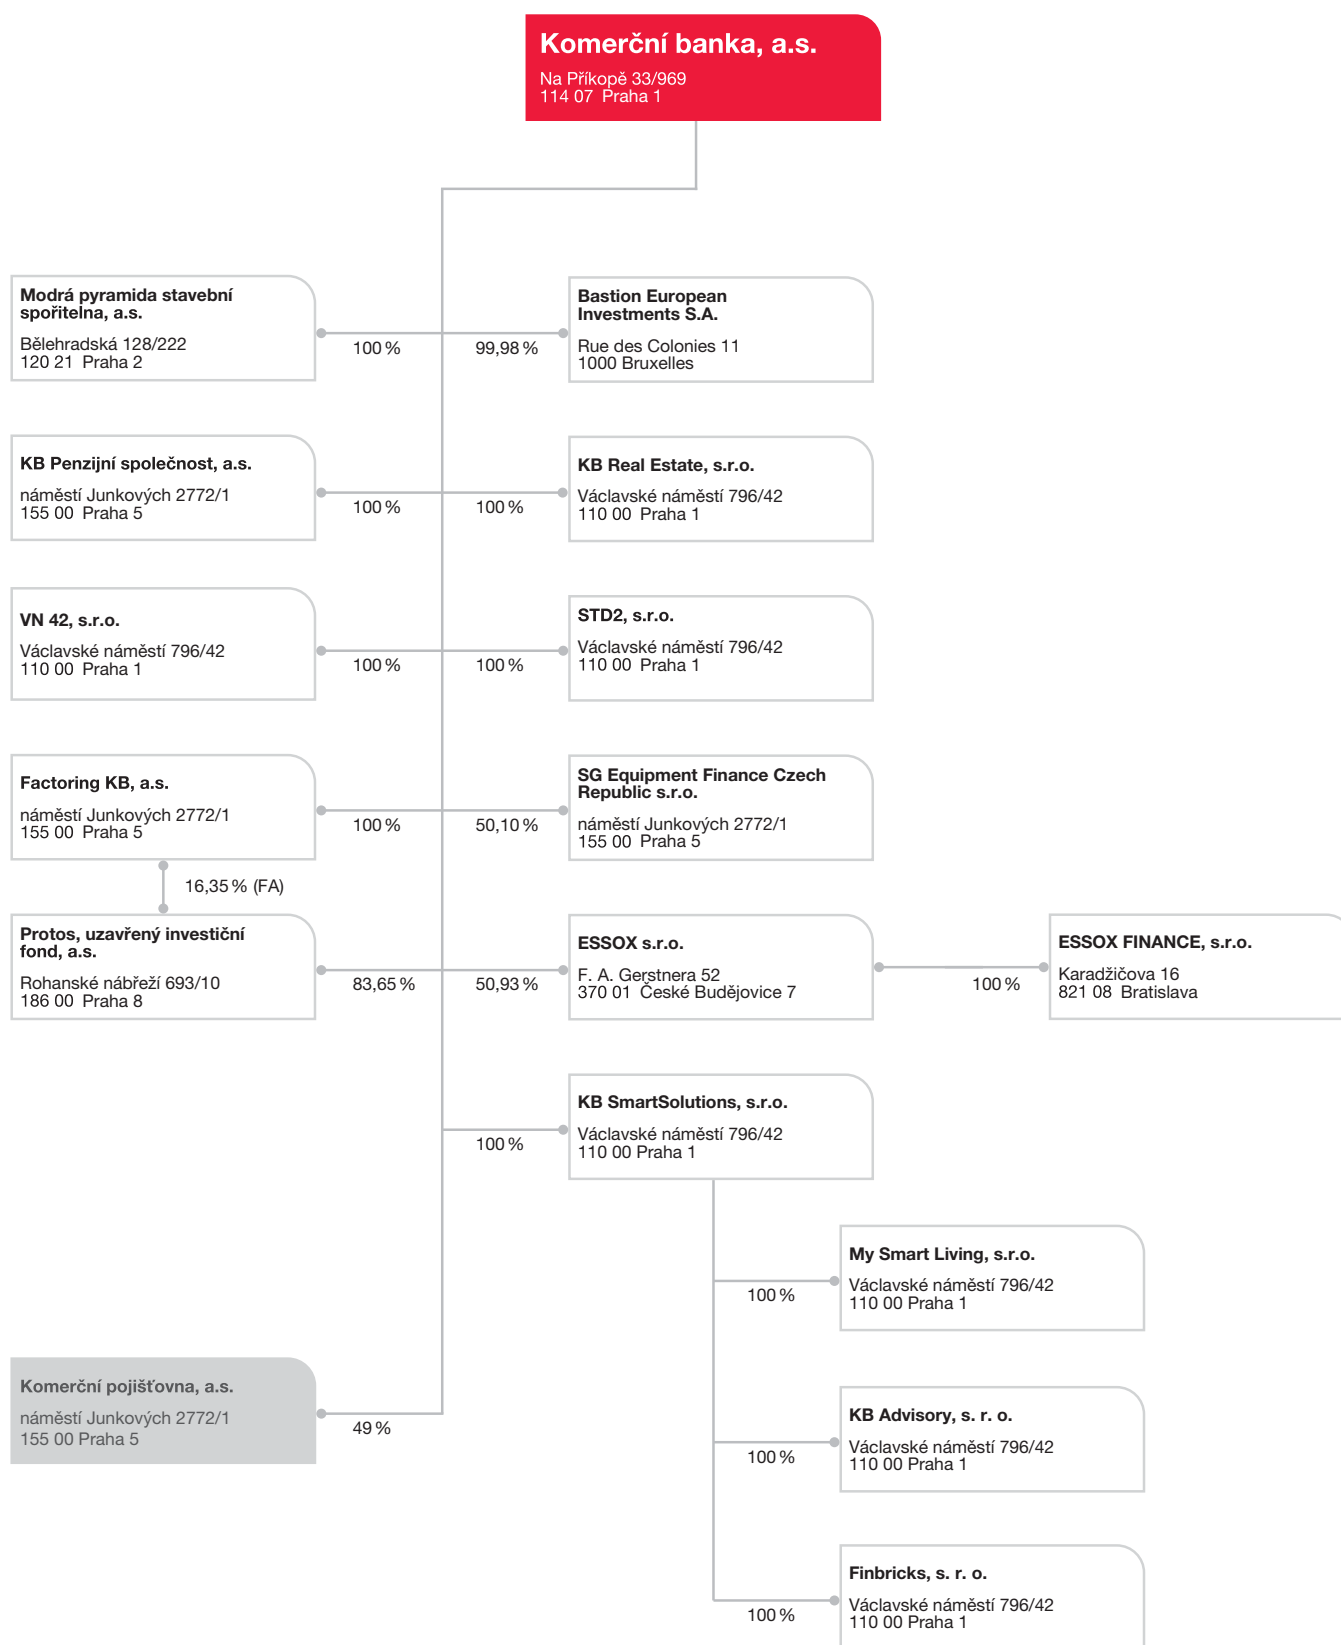 Komerční banka, a.s.
Na Příkopě 33/969
114 07 Praha 1
Modrá pyramida stavební
spořitelna, a.s.
Bělehradská 128/222
120 21 Praha 2
100 %
99,98 %
Bastion European
Investments S.A.
Rue des Colonies 11
1000 Bruxelles
KB Penzijní společnost, a.s.
náměstí Junkových 2772/1
155 00 Praha 5
100 %
100 %
KB Real Estate, s.r.o.
Václavské náměstí 796/42
110 00 Praha 1
VN 42, s.r.o.
Václavské náměstí 796/42
110 00 Praha 1
100 %
100 %
STD2, s.r.o.
Václavské náměstí 796/42
110 00 Praha 1
Factoring KB, a.s.
náměstí Junkových 2772/1
155 00 Praha 5
100 %
50,10 %
SG Equipment Finance Czech
Republic s.r.o.
náměstí Junkových 2772/1
155 00 Praha 5
16,35 % (FA)
Protos, uzavřený investiční
fond, a.s.
Rohanské nábřeží 693/10
186 00 Praha 8
83,65 %
50,93 %
ESSOX s.r.o.
F. A. Gerstnera 52
370 01 České Budějovice 7
100 %
ESSOX FINANCE, s.r.o.
Karadžičova 16
821 08 Bratislava
100 %
KB SmartSolutions, s.r.o.
Václavské náměstí 796/42
110 00 Praha 1
100 %
My Smart Living, s.r.o.
Václavské náměstí 796/42
110 00 Praha 1
Komerční pojišťovna, a.s.
náměstí Junkových 2772/1
155 00 Praha 5
49 %
100 %
KB Advisory, s. r. o.
Václavské náměstí 796/42
110 00 Praha 1
100 %
Finbricks, s. r. o.
Václavské náměstí 796/42
110 00 Praha 1